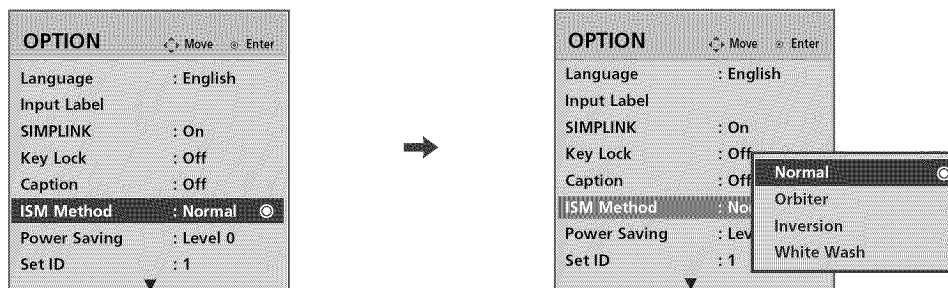 OPTION Move Enter
Language : English
Input Label
SIMPLINK : On
Key Lock : Off
Caption : Off
ISM Method : Normal
Power Saving : Level 0
Set ID : 1
OPTION Move Enter
Language : English
Input Label
SIMPLINK : On
Key Lock : Off
Caption : Off
ISM Method : No
Power Saving : Lev
Set ID : 1
Normal
Orbiter
Inversion
White Wash